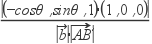 (-cosθ,sinθ,1)·(1,0,0)
|b||AB|